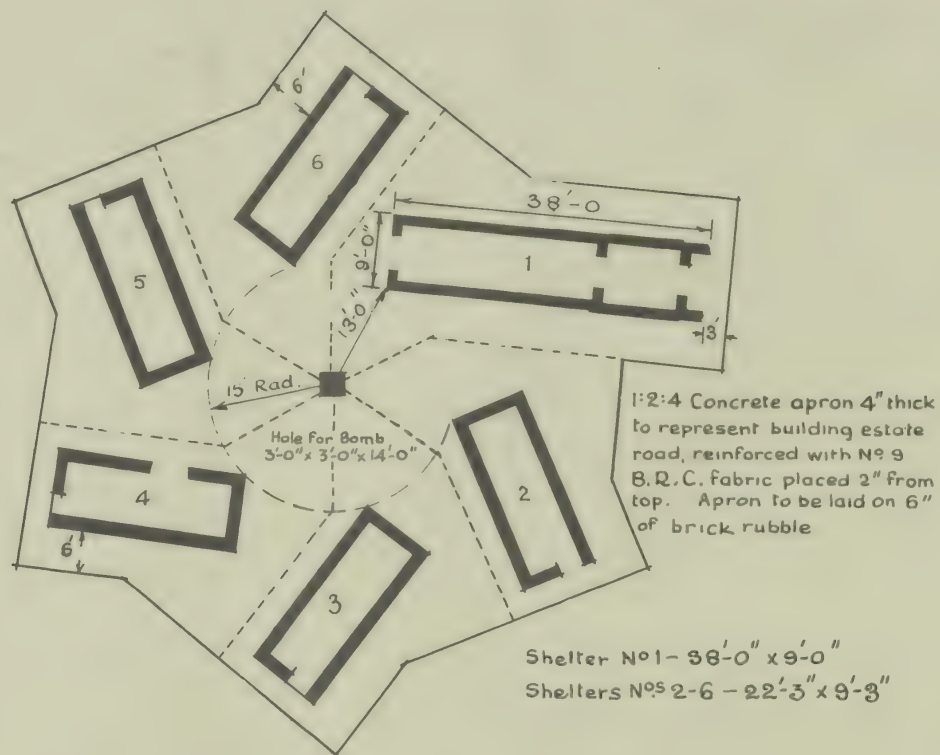 6'
6
38'-0
9'-0"
1
5
13'-0"
3'
15' Rad.
1:2:4 Concrete apron 4" thick
to represent building estate
road, reinforced with Nº 9
B.R.C. fabric placed 2" from
top. Apron to be laid on 6"
of brick rubble
Hole for Bomb
3'-0" x 3'-0" x 14'-0"
4
2
6'
3
Shelter Nº 1 - 38'-0" x 9'-0"
Shelters Nºs 2-6 - 22'-3" x 9'-3"